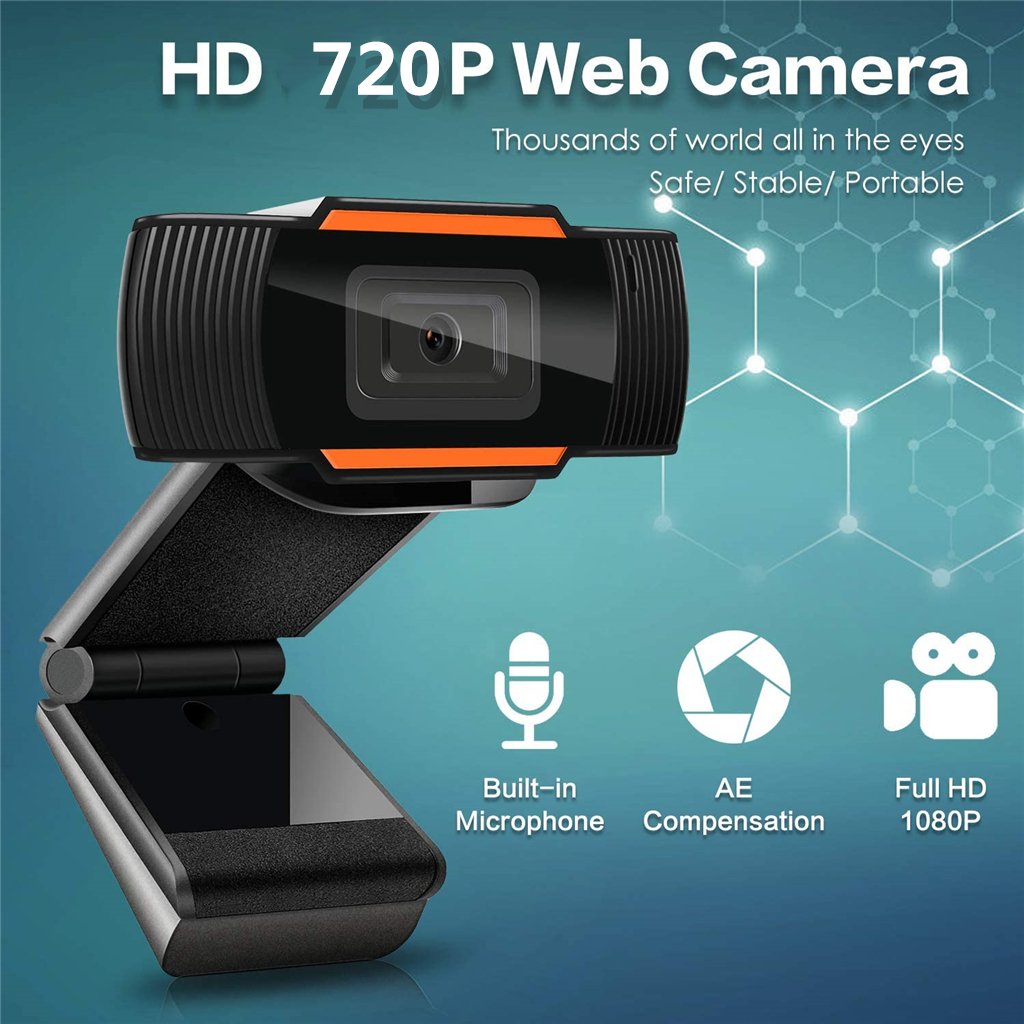 HD 720P Web Camera
Thousands of world all in the eyes
Safe/ Stable/ Portable
Built-in
Microphone
AE
Compensation
Full HD
1080P